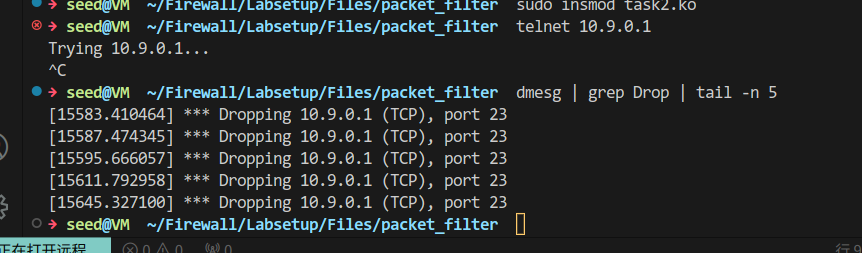 ➜ seed@VM ~/Firewall/Labsetup/Files/packet_filter sudo insmod task2.ko
➜ seed@VM ~/Firewall/Labsetup/Files/packet_filter telnet 10.9.0.1
Trying 10.9.0.1...
^C
➜ seed@VM ~/Firewall/Labsetup/Files/packet_filter dmesg | grep Drop | tail -n 5
[15583.410464] *** Dropping 10.9.0.1 (TCP), port 23
[15587.474345] *** Dropping 10.9.0.1 (TCP), port 23
[15595.666057] *** Dropping 10.9.0.1 (TCP), port 23
[15611.792958] *** Dropping 10.9.0.1 (TCP), port 23
[15645.327100] *** Dropping 10.9.0.1 (TCP), port 23
➜ seed@VM ~/Firewall/Labsetup/Files/packet_filter
正在打开远程 0 0 0 行 9